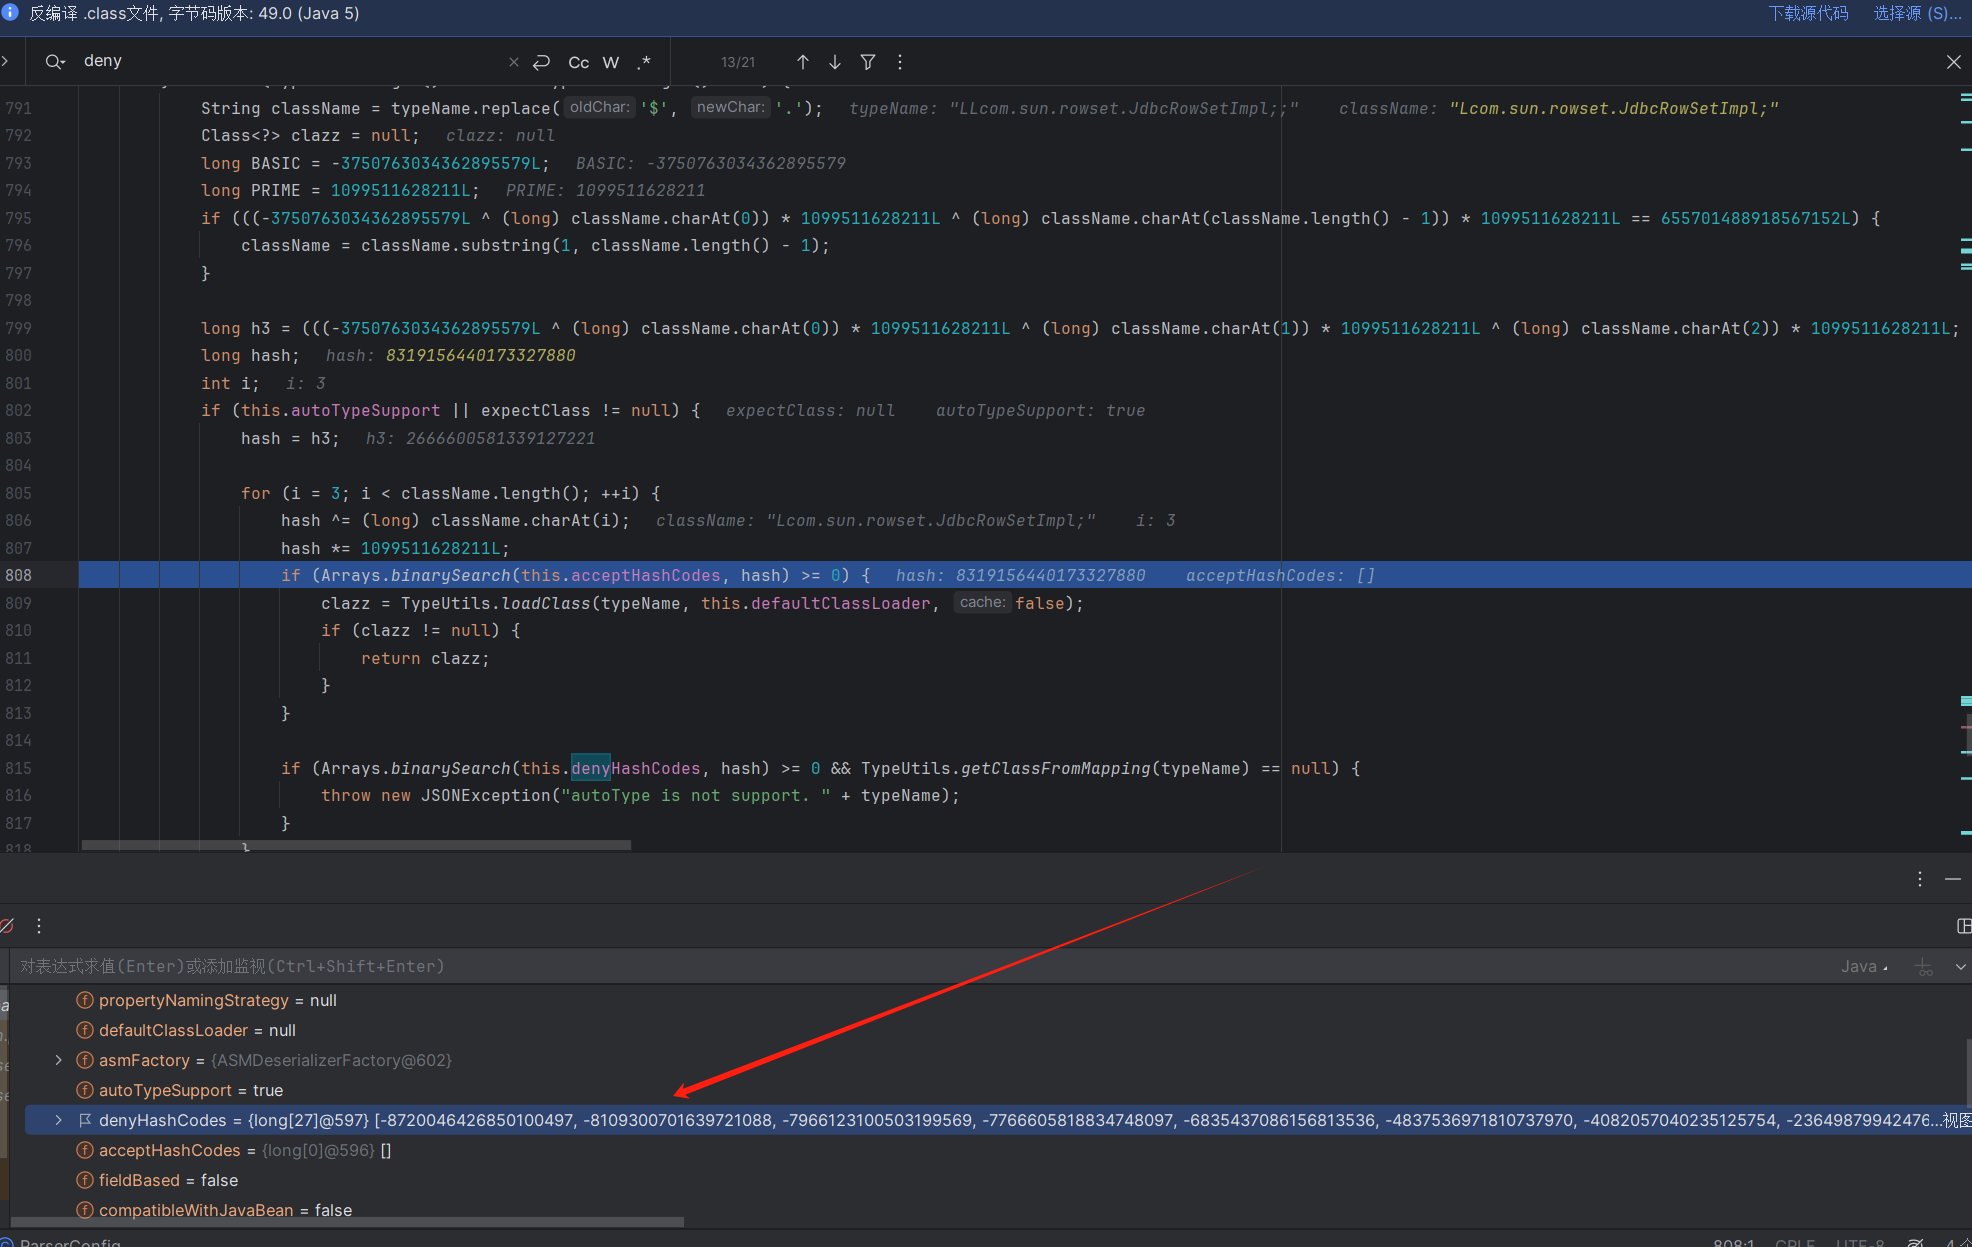 反编译 .class文件, 字节码版本: 49.0 (Java 5) 下载源代码 选择源 (S)...
deny × Cc W .* 13/21
791 String className = typeName.replace( oldChar: '$', newChar: '.'); typeName: "LLcom.sun.rowset.JdbcRowSetImpl;;" className: "Lcom.sun.rowset.JdbcRowSetImpl;"
792 Class<?> clazz = null; clazz: null
793 long BASIC = -3750763034362895579L; BASIC: -3750763034362895579
794 long PRIME = 1099511628211L; PRIME: 1099511628211
795 if (((-3750763034362895579L ^ (long) className.charAt(0)) * 1099511628211L ^ (long) className.charAt(className.length() - 1)) * 1099511628211L == 655701488918567152L) {
796 className = className.substring(1, className.length() - 1);
797 }
798
799 long h3 = (((-3750763034362895579L ^ (long) className.charAt(0)) * 1099511628211L ^ (long) className.charAt(1)) * 1099511628211L ^ (long) className.charAt(2)) * 1099511628211L;
800 long hash; hash: 8319156440173327880
801 int i; i: 3
802 if (this.autoTypeSupport || expectClass != null) { expectClass: null autoTypeSupport: true
803 hash = h3; h3: 2666600581339127221
804
805 for (i = 3; i < className.length(); ++i) {
806 hash ^= (long) className.charAt(i); className: "Lcom.sun.rowset.JdbcRowSetImpl;" i: 3
807 hash *= 1099511628211L;
808 if (Arrays.binarySearch(this.acceptHashCodes, hash) >= 0) { hash: 8319156440173327880 acceptHashCodes: []
809 clazz = TypeUtils.loadClass(typeName, this.defaultClassLoader, cache: false);
810 if (clazz != null) {
811 return clazz;
812 }
813 }
814
815 if (Arrays.binarySearch(this.denyHashCodes, hash) >= 0 && TypeUtils.getClassFromMapping(typeName) == null) {
816 throw new JSONException("autoType is not support. " + typeName);
817 }
818 }
对表达式求值(Enter)或添加监视(Ctrl+Shift+Enter) Java
propertyNamingStrategy = null
defaultClassLoader = null
asmFactory = {ASMDeserializerFactory@602}
autoTypeSupport = true
denyHashCodes = {long[27]@597} [-8720046426850100497, -8109300701639721088, -7966123100503199569, -7766605818834748097, -6835437086156813536, -4837536971810737970, -4082057040235125754, -23649879942476...视图
acceptHashCodes = {long[0]@596} []
fieldBased = false
compatibleWithJavaBean = false
ParserConfig 808:1 CRLF UTF-8